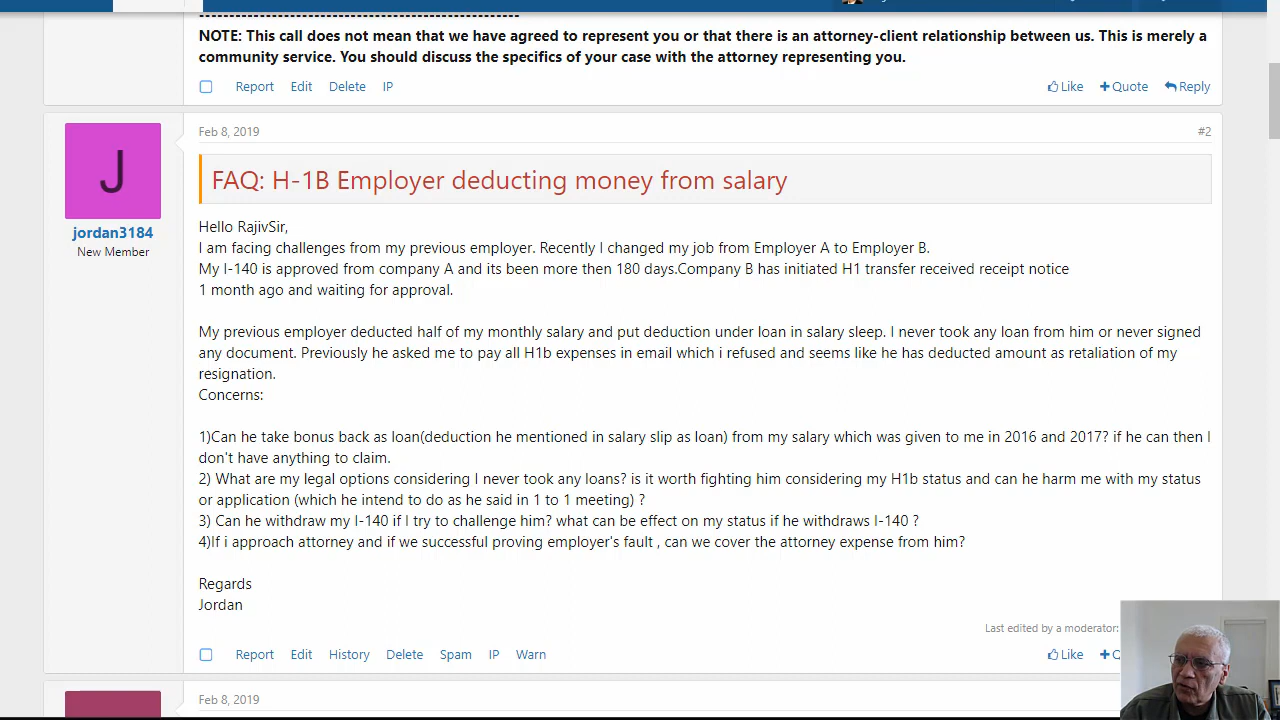 NOTE: This call does not mean that we have agreed to represent you or that there is an attorney-client relationship between us. This is merely a
community service. You should discuss the specifics of your case with the attorney representing you.
Report Edit Delete IP Like +Quote Reply
Feb 8, 2019 #2
J
jordan3184
New Member
FAQ: H-1B Employer deducting money from salary
Hello RajivSir,
I am facing challenges from my previous employer. Recently I changed my job from Employer A to Employer B.
My I-140 is approved from company A and its been more then 180 days.Company B has initiated H1 transfer received receipt notice
1 month ago and waiting for approval.
My previous employer deducted half of my monthly salary and put deduction under loan in salary sleep. I never took any loan from him or never signed
any document. Previously he asked me to pay all H1b expenses in email which i refused and seems like he has deducted amount as retaliation of my
resignation.
Concerns:
1)Can he take bonus back as loan(deduction he mentioned in salary slip as loan) from my salary which was given to me in 2016 and 2017? if he can then I
don't have anything to claim.
2) What are my legal options considering I never took any loans? is it worth fighting him considering my H1b status and can he harm me with my status
or application (which he intend to do as he said in 1 to 1 meeting) ?
3) Can he withdraw my I-140 if I try to challenge him? what can be effect on my status if he withdraws I-140 ?
4)If i approach attorney and if we successful proving employer's fault , can we cover the attorney expense from him?
Regards
Jordan
Last edited by a moderator:
Report Edit History Delete Spam IP Warn Like +
Feb 8, 2019